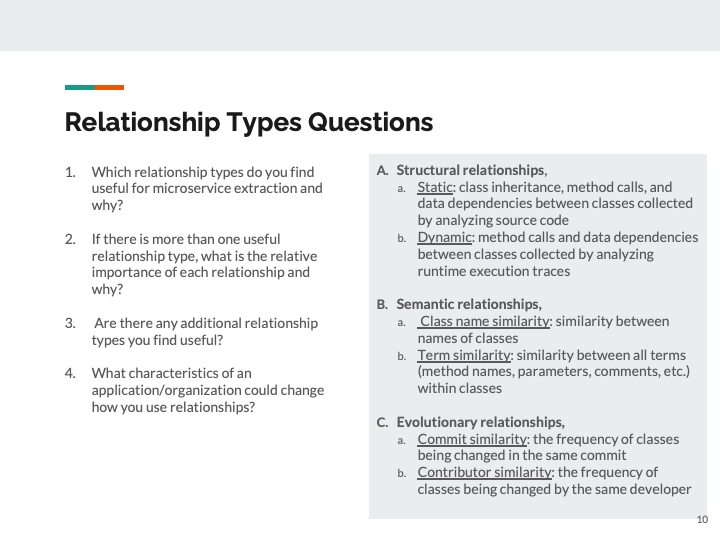 Relationship Types Questions
1. Which relationship types do you find
useful for microservice extraction and
why?
2. If there is more than one useful
relationship type, what is the relative
importance of each relationship and
why?
3. Are there any additional relationship
types you find useful?
4. What characteristics of an
application/organization could change
how you use relationships?
A. Structural relationships,
a. Static: class inheritance, method calls, and
data dependencies between classes collected
by analyzing source code
b. Dynamic: method calls and data dependencies
between classes collected by analyzing
runtime execution traces
B. Semantic relationships,
a. Class name similarity: similarity between
names of classes
b. Term similarity: similarity between all terms
(method names, parameters, comments, etc.)
within classes
C. Evolutionary relationships,
a. Commit similarity: the frequency of classes
being changed in the same commit
b. Contributor similarity: the frequency of
classes being changed by the same developer
10